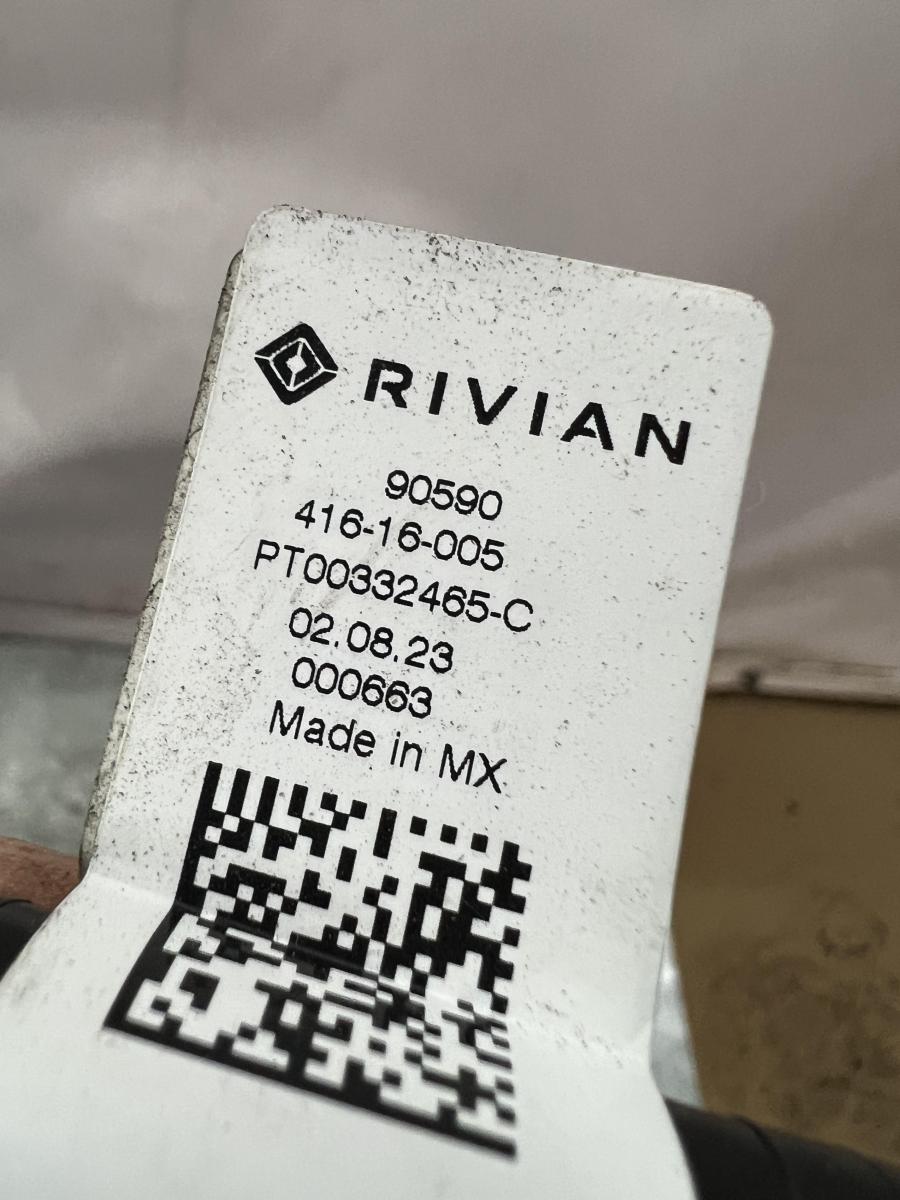 RIVIAN
90590
416-16-005
PT00332465-C
02.08.23
000663
Made in MX